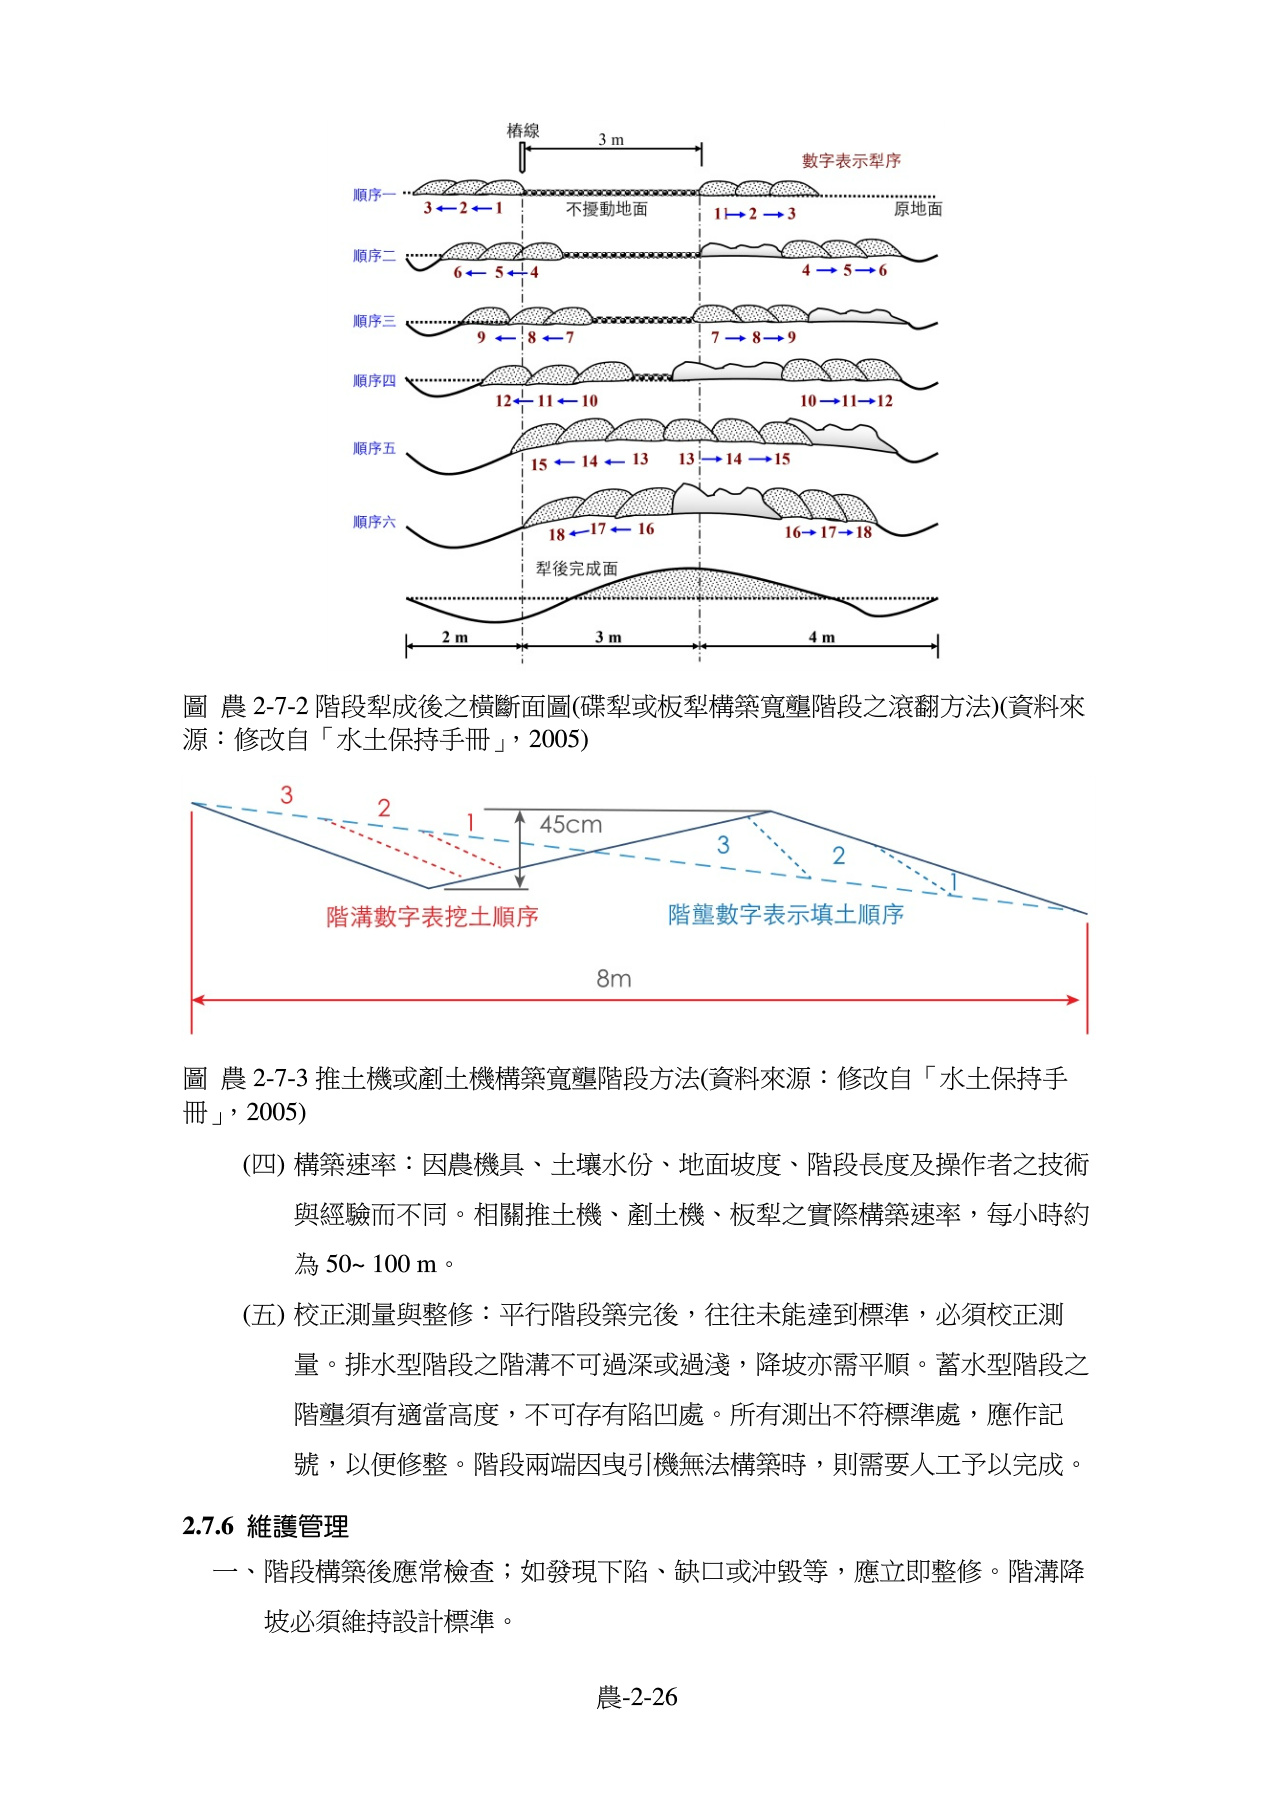 樁線
3 m
數字表示犁序
順序一
3 2 1
不擾動地面
1 2 3
原地面
順序二
6 5 4
4 5 6
順序三
9 8 7
7 8 9
順序四
12 11 10
10 11 12
順序五
15 14 13
13 14 15
順序六
18 17 16
16 17 18
犁後完成面
2 m
3 m
4 m
圖 農 2-7-2 階段犁成後之橫斷面圖(碟犁或板犁構築寬壟階段之滾翻方法)(資料來
源：修改自「水土保持手冊」，2005)
3
2
1
45cm
3
2
1
階溝數字表挖土順序
階壟數字表示填土順序
8m
圖 農 2-7-3 推土機或剷土機構築寬壟階段方法(資料來源：修改自「水土保持手
冊」，2005)
(四) 構築速率：因農機具、土壤水份、地面坡度、階段長度及操作者之技術
與經驗而不同。相關推土機、剷土機、板犁之實際構築速率，每小時約
為 50~ 100 m。
(五) 校正測量與整修：平行階段築完後，往往未能達到標準，必須校正測
量。排水型階段之階溝不可過深或過淺，降坡亦需平順。蓄水型階段之
階壟須有適當高度，不可存有陷凹處。所有測出不符標準處，應作記
號，以便修整。階段兩端因曳引機無法構築時，則需要人工予以完成。
2.7.6 維護管理
一、階段構築後應常檢查；如發現下陷、缺口或沖毀等，應立即整修。階溝降
坡必須維持設計標準。
農-2-26